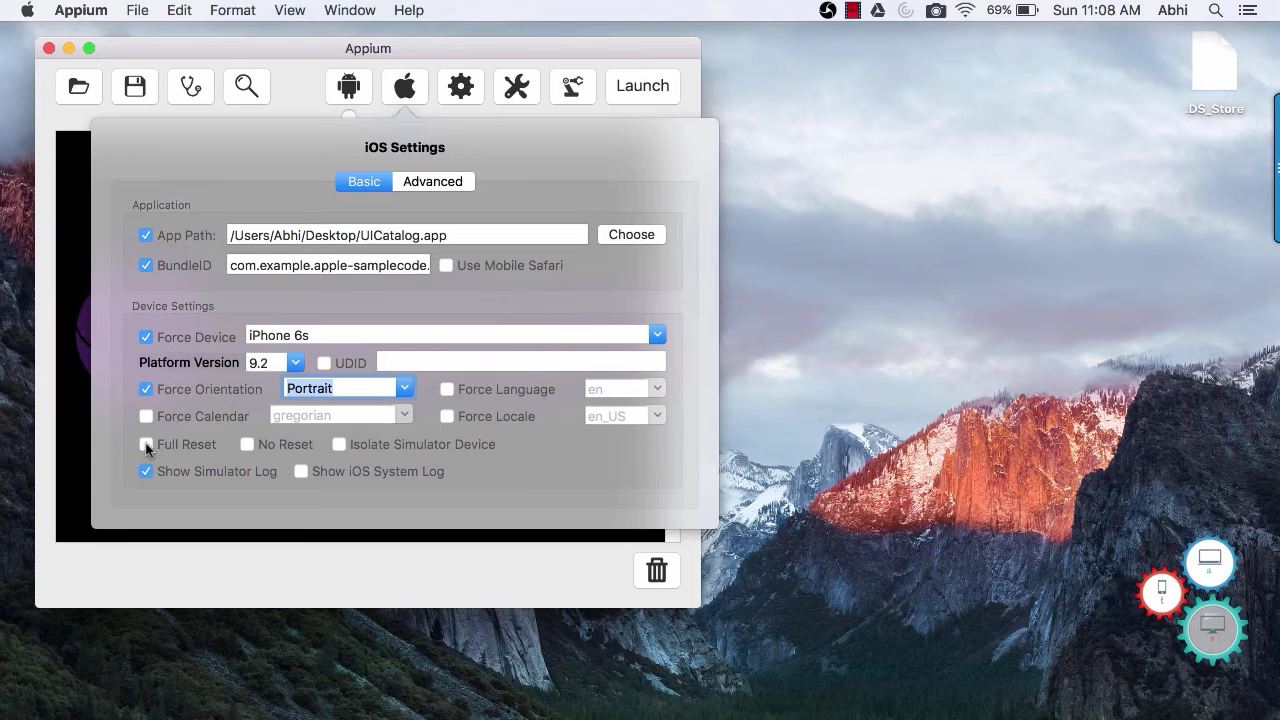 Appium File Edit Format View Window Help 69% Sun 11:08 AM Abhi
Appium
Launch
.DS_Store
iOS Settings
Basic Advanced
Application
App Path: /Users/Abhi/Desktop/UICatalog.app Choose
BundleID com.example.apple-samplecode. Use Mobile Safari
Device Settings
Force Device iPhone 6s
Platform Version 9.2 UDID
Force Orientation Portrait Force Language en
Force Calendar gregorian Force Locale en_US
Full Reset No Reset Isolate Simulator Device
Show Simulator Log Show iOS System Log
t
s